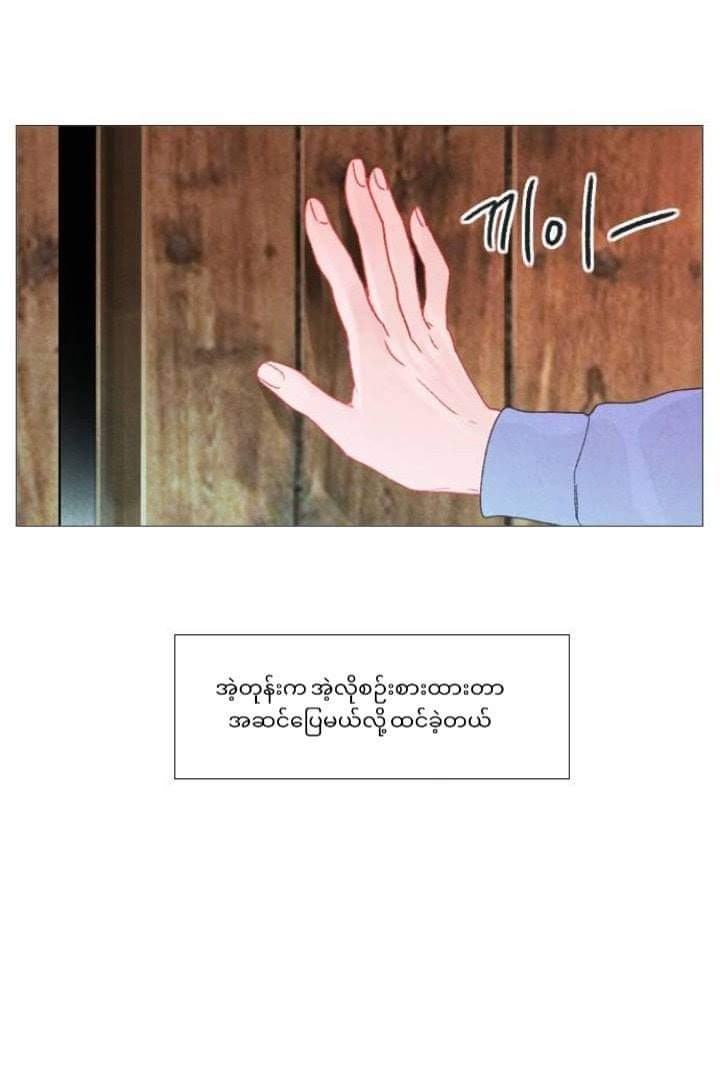 끼이—
အဲ့တုန်းက အဲ့လိုစဉ်းစားထားတာ
အဆင်ပြေမယ်လို့ ထင်ခဲ့တယ်